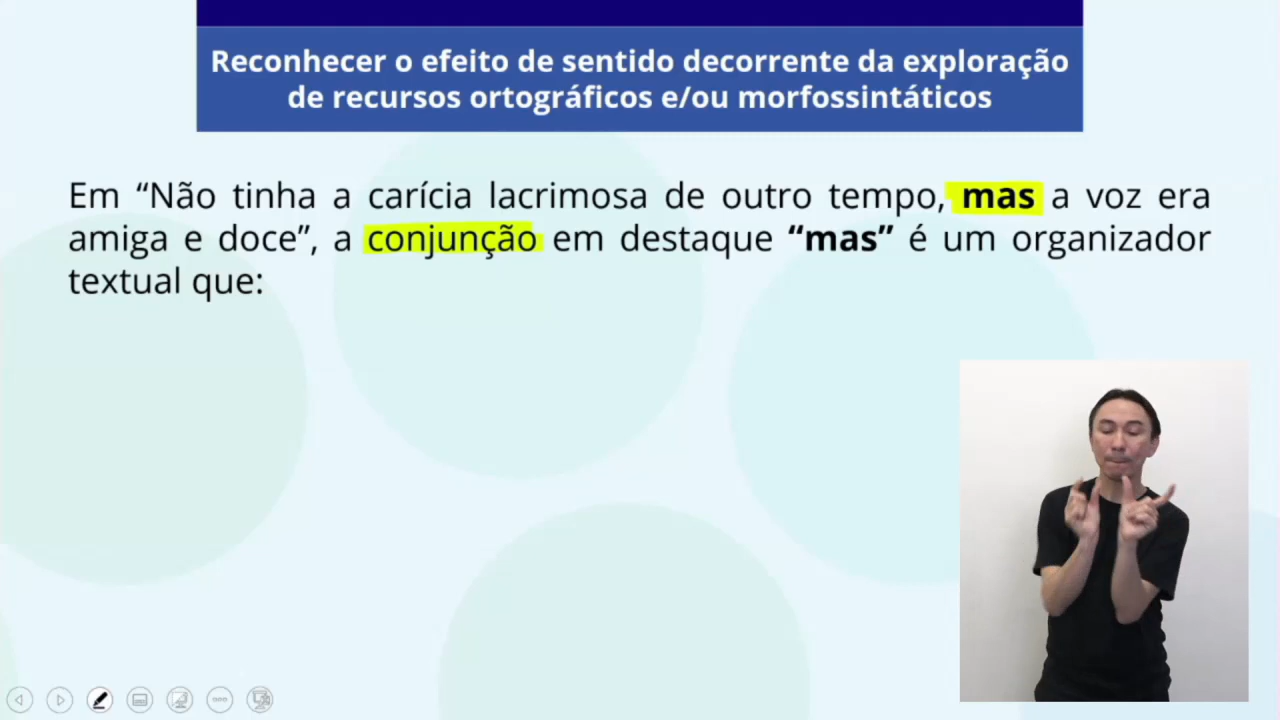 Reconhecer o efeito de sentido decorrente da exploração
de recursos ortográficos e/ou morfossintáticos
Em “Não tinha a carícia lacrimosa de outro tempo, mas a voz era
amiga e doce”, a conjunção em destaque “mas” é um organizador
textual que: